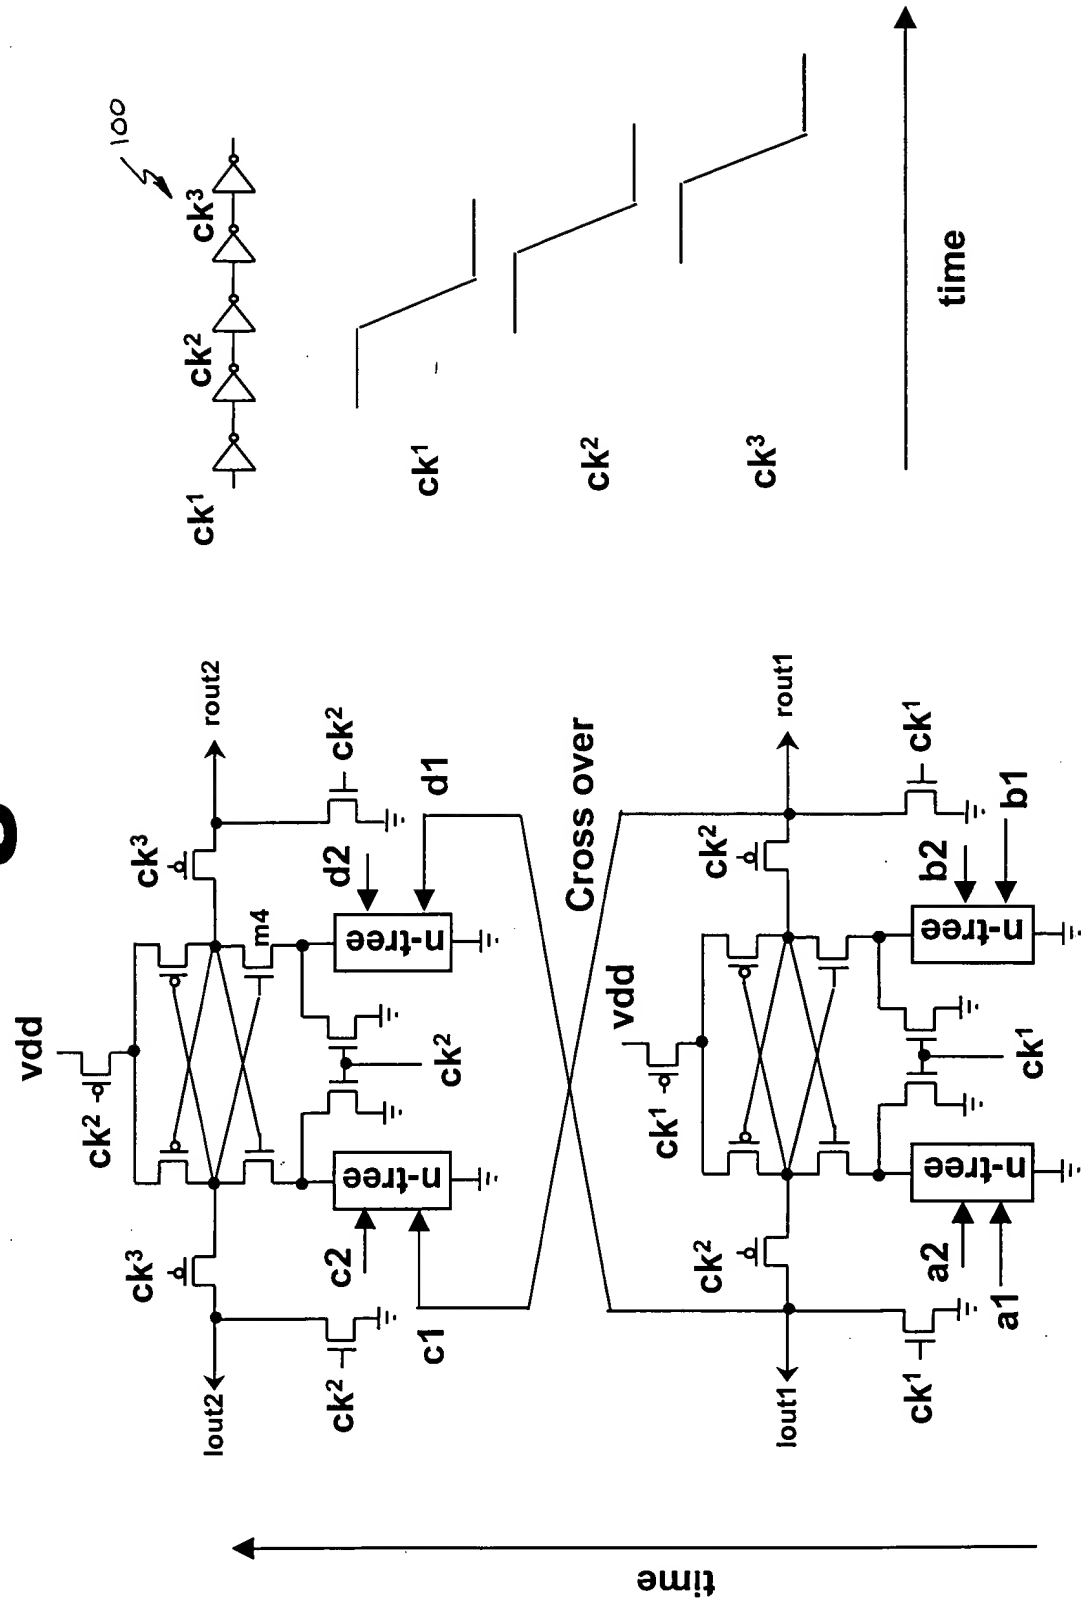 100
ck¹
ck²
ck³
ck¹
ck²
ck³
time
vdd
ck²
ck³
ck³
lout2
rout2
m4
n-tree
n-tree
c2
d2
ck²
ck²
ck²
c1
d1
Cross over
vdd
ck¹
ck²
ck²
lout1
rout1
n-tree
n-tree
a2
b2
ck¹
ck¹
ck¹
a1
b1
time